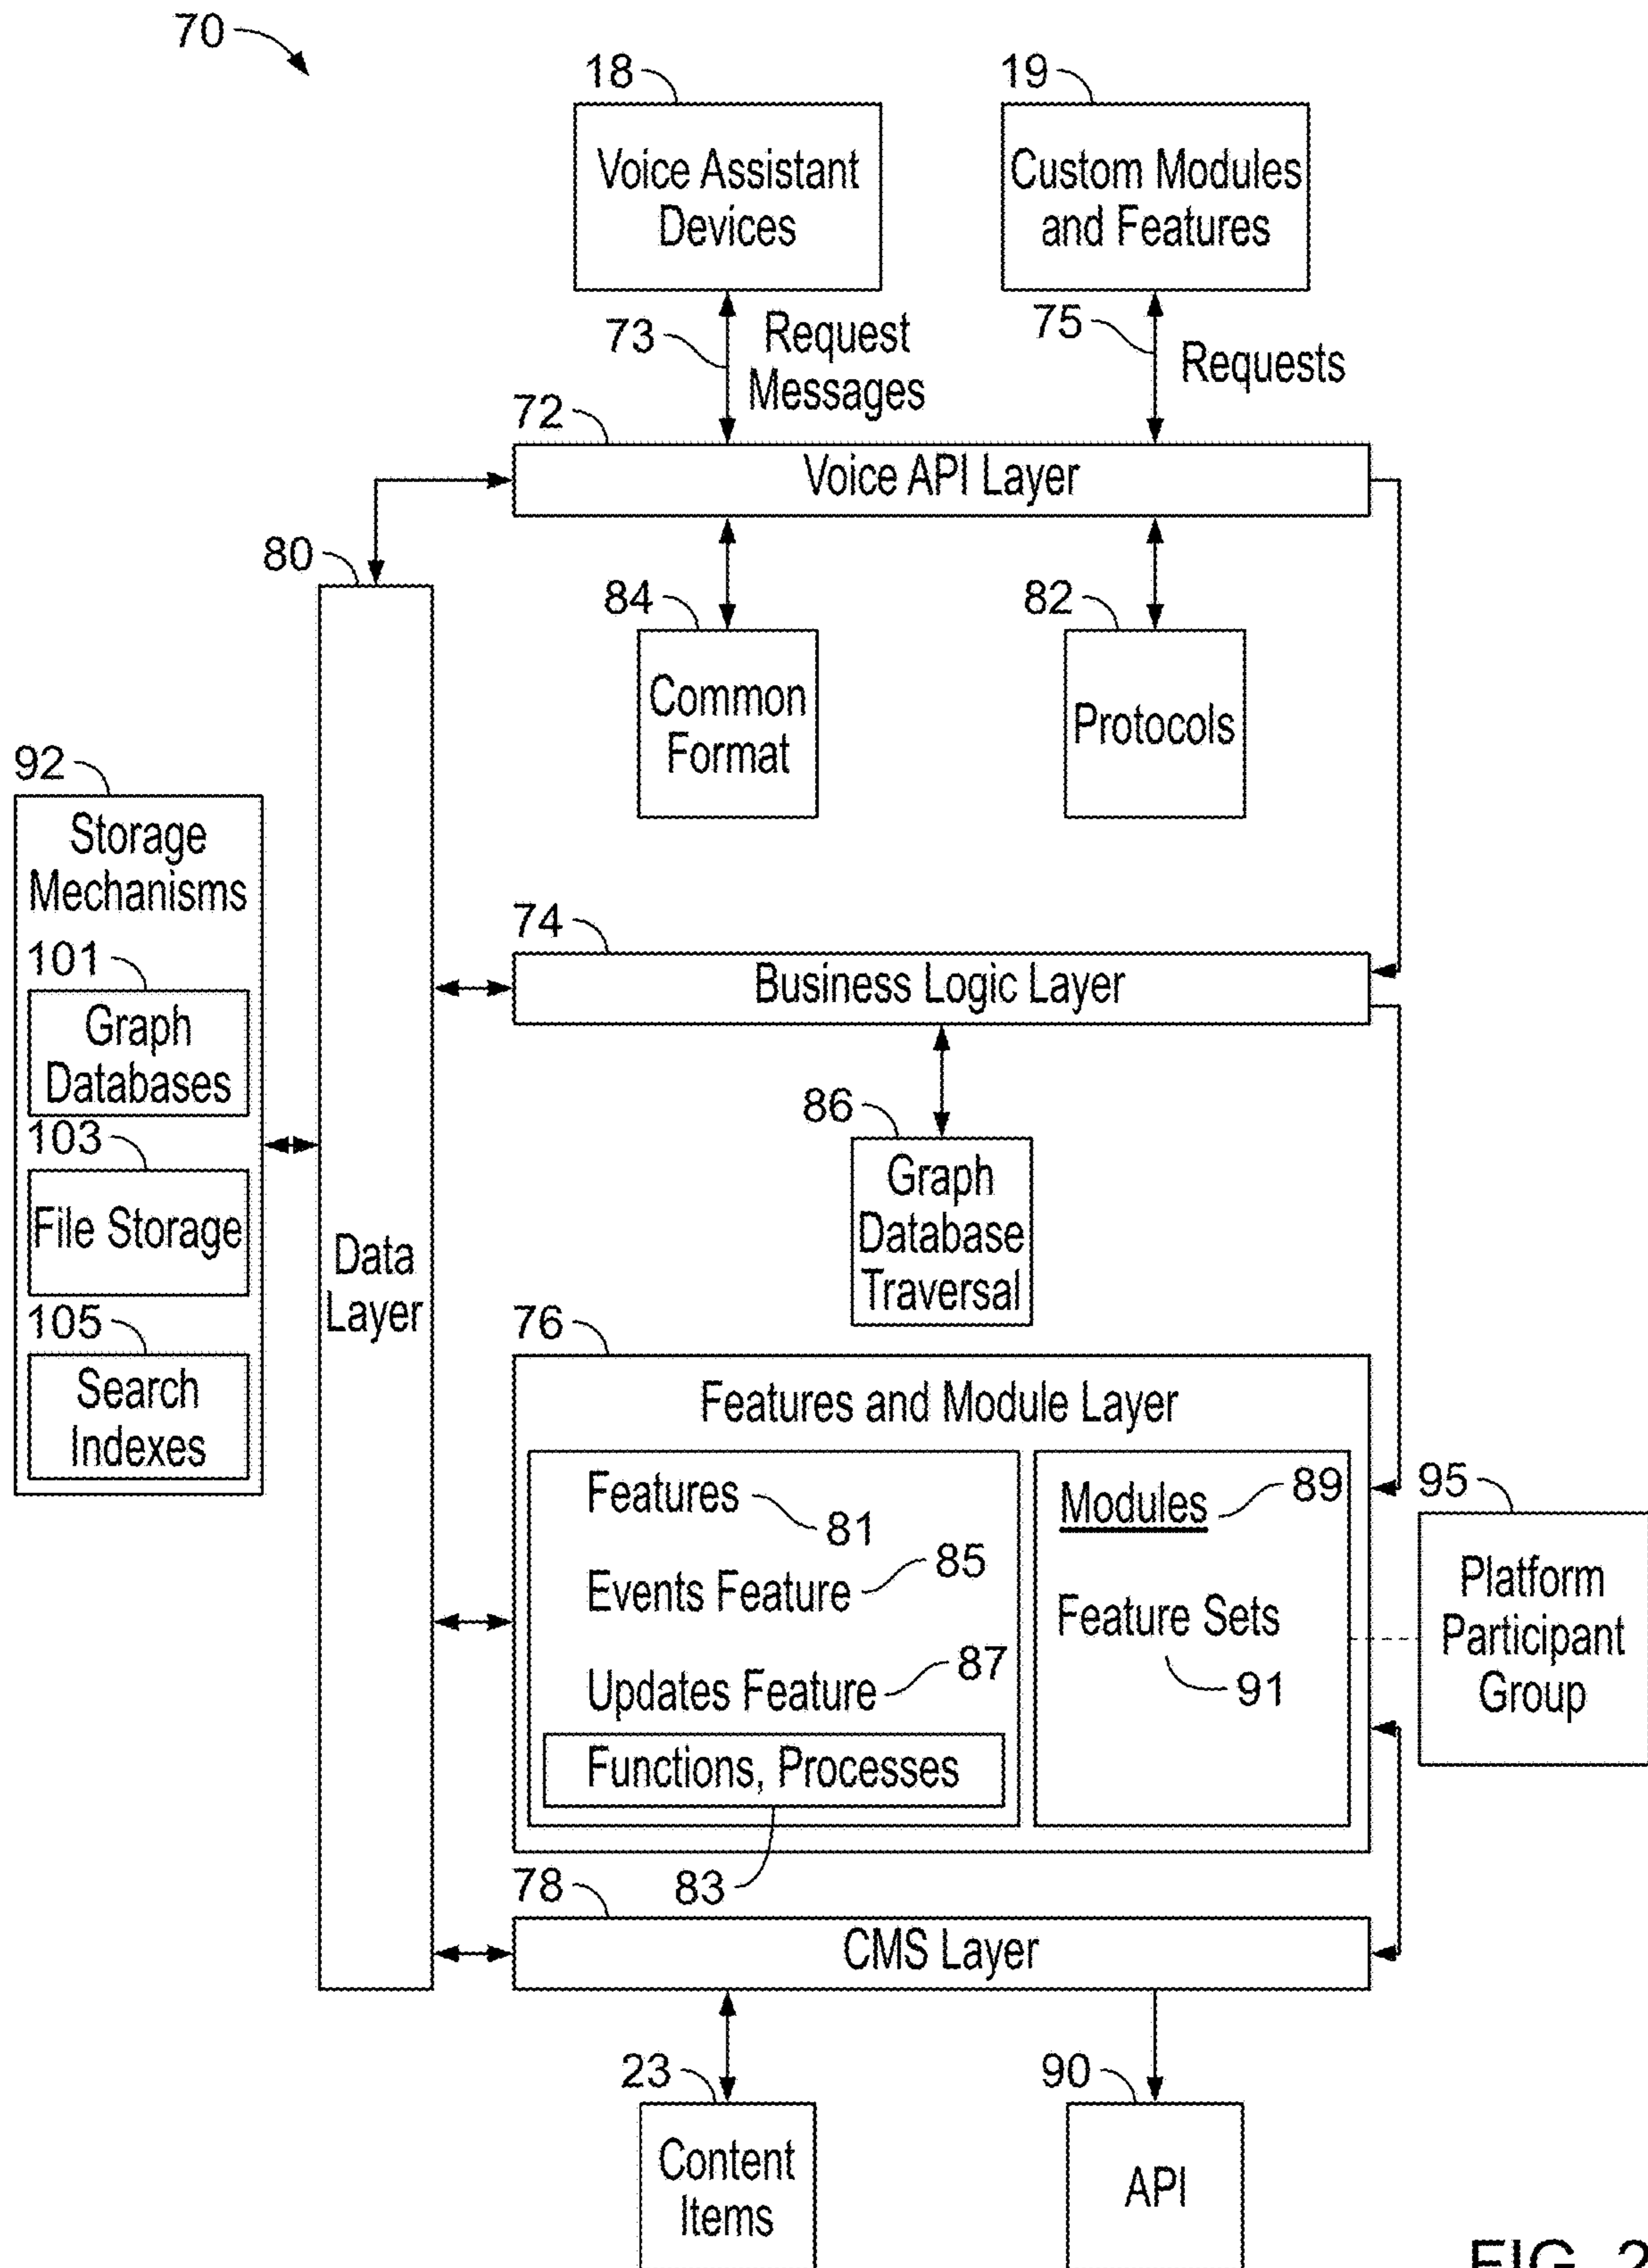 70
18
19
Voice Assistant
Devices
Custom Modules
and Features
73
Request
Messages
75
Requests
72
Voice API Layer
80
84
82
Common
Format
Protocols
92
Storage
Mechanisms
74
Business Logic Layer
101
Graph
Databases
86
Graph
Database
Traversal
103
File Storage
Data
Layer
105
Search
Indexes
76
Features and Module Layer
Features
81
Events Feature
85
Updates Feature
87
Functions, Processes
83
Modules
89
Feature Sets
91
95
Platform
Participant
Group
78
CMS Layer
23
Content
Items
90
API
FIG. 2